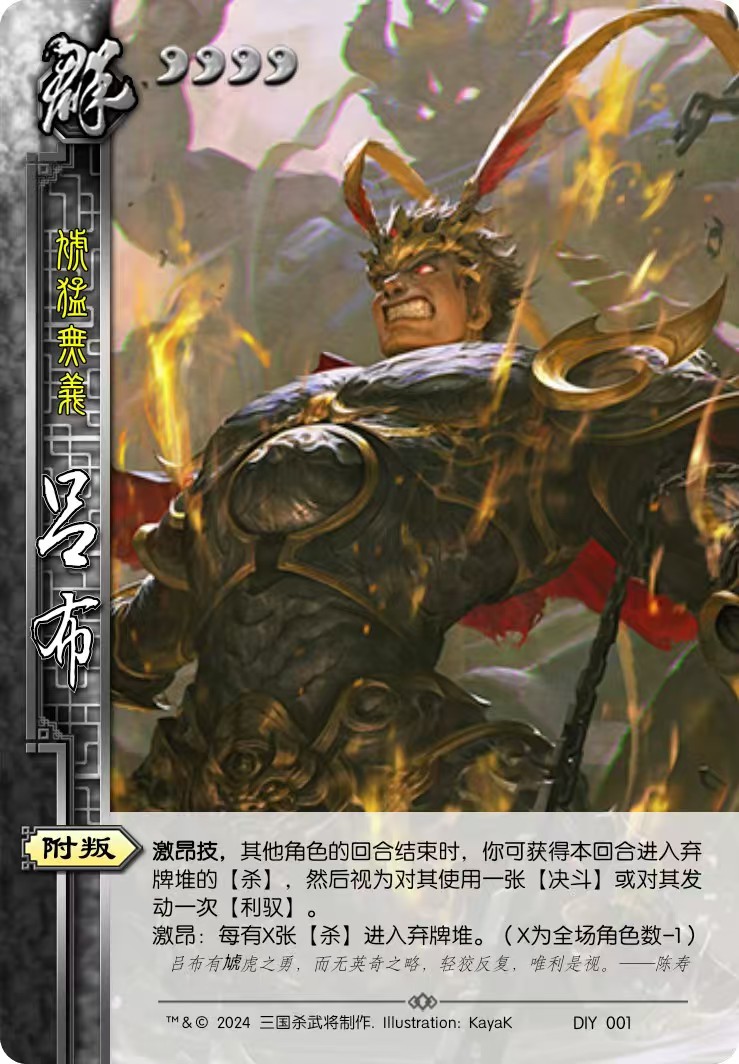 群
虓猛無義
呂布
附叛
激昂技，其他角色的回合结束时，你可获得本回合进入弃
牌堆的【杀】，然后视为对其使用一张【决斗】或对其发
动一次【利驭】。
激昂：每有X张【杀】进入弃牌堆。（X为全场角色数-1）
吕布有虓虎之勇，而无英奇之略，轻狡反复，唯利是视。——陈寿
™&© 2024 三国杀武将制作. Illustration: KayaK DIY 001